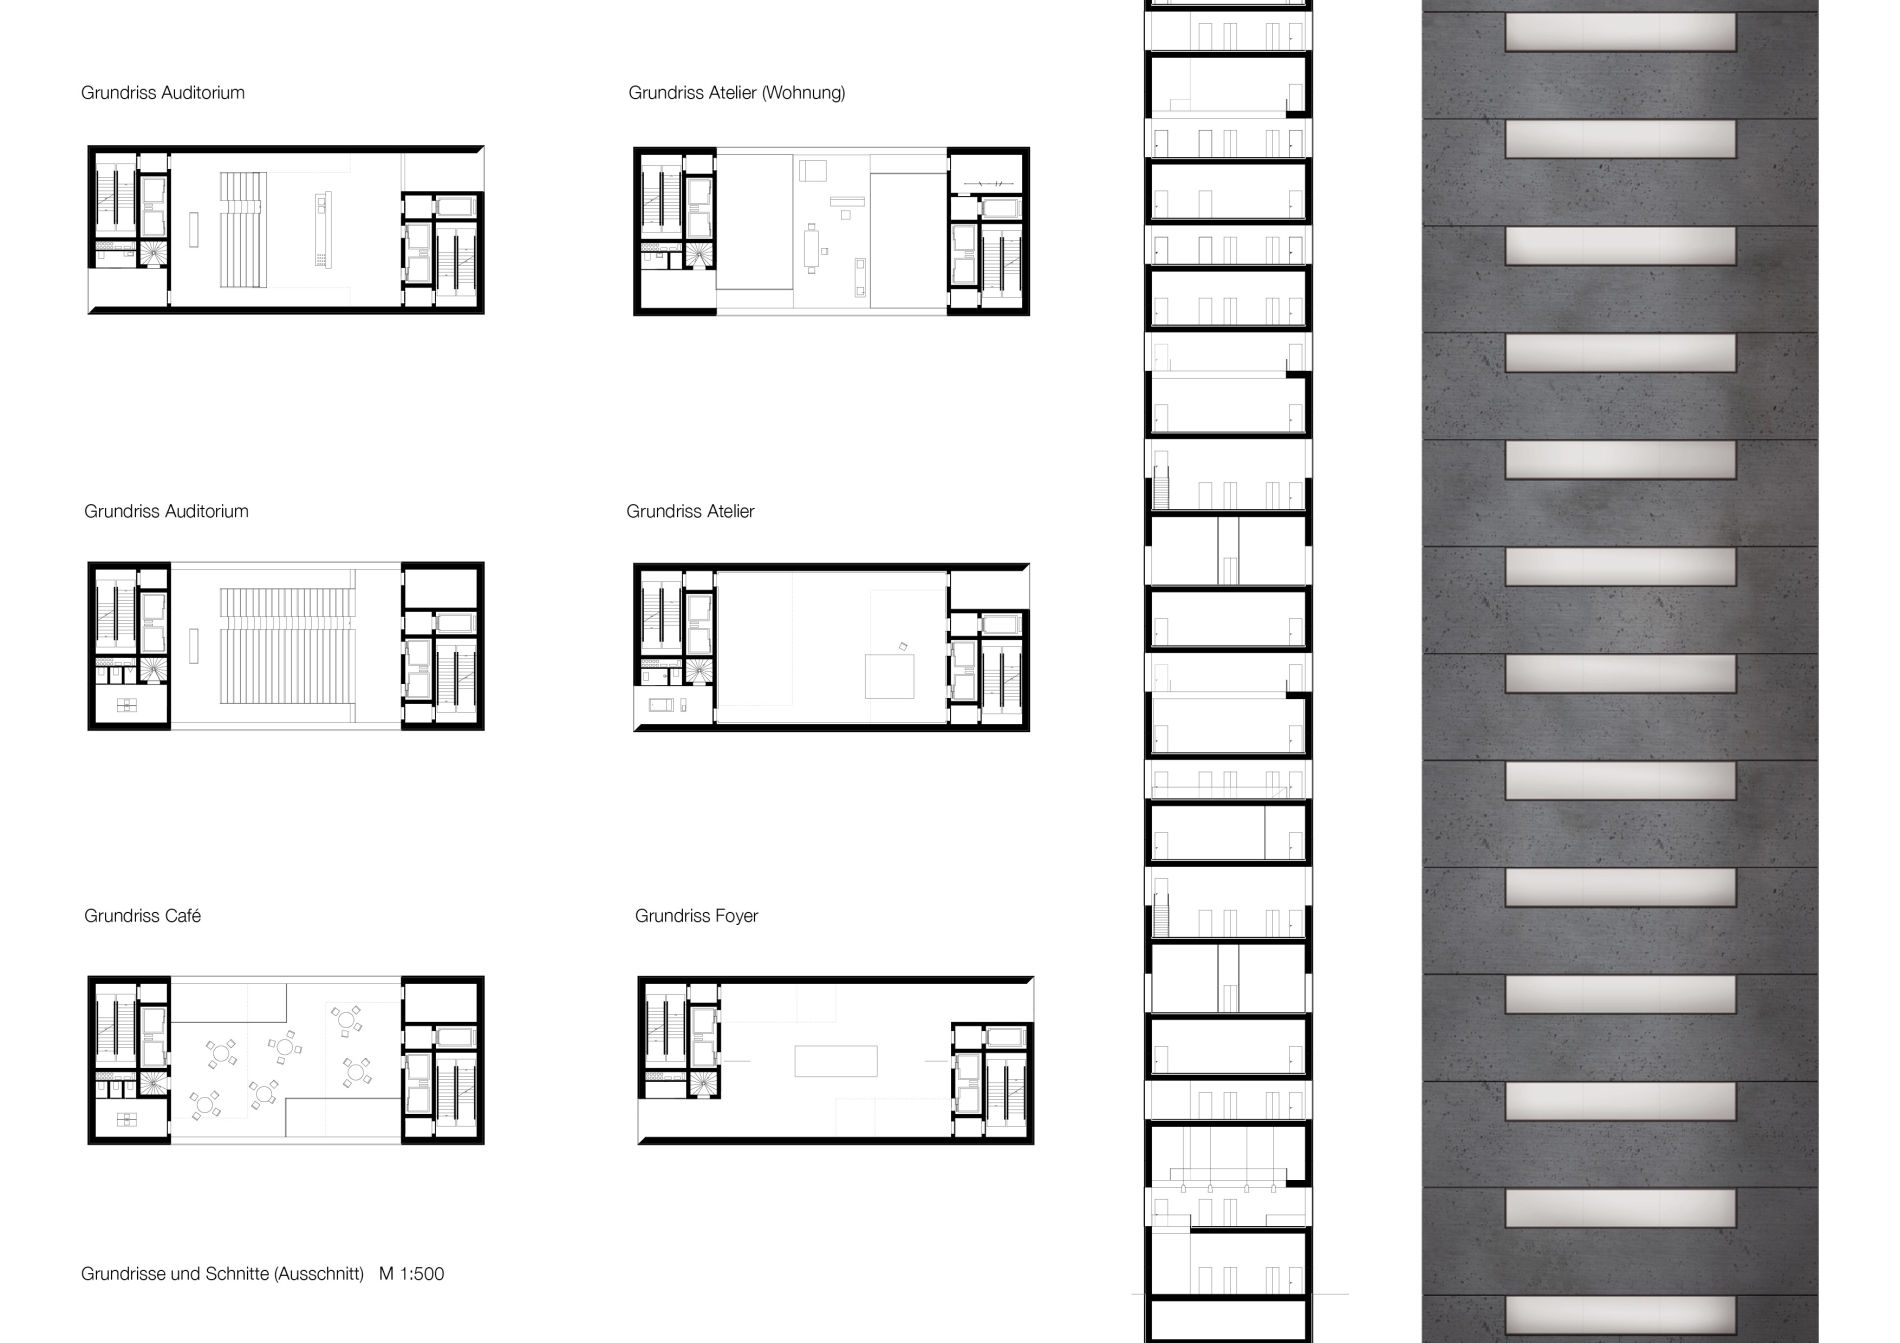 Grundriss Auditorium
Grundriss Atelier (Wohnung)
Grundriss Auditorium
Grundriss Atelier
Grundriss Café
Grundriss Foyer
Grundrisse und Schnitte (Ausschnitt) M 1:500